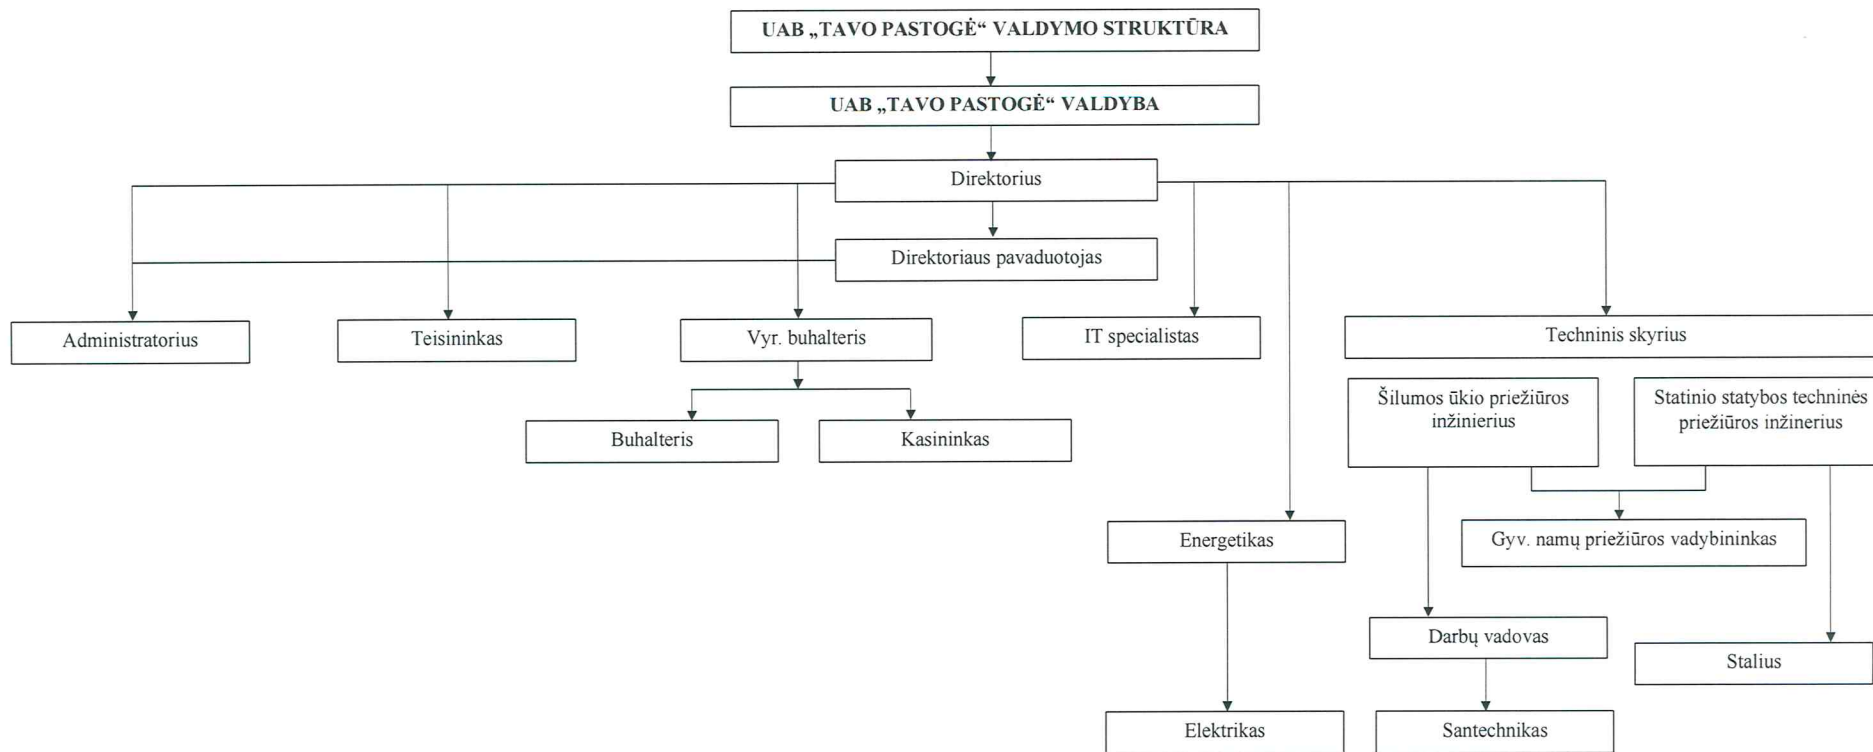 UAB „TAVO PASTOGĖ“ VALDYMO STRUKTŪRA
UAB „TAVO PASTOGĖ“ VALDYBA
Direktorius
Direktoriaus pavaduotojas
Administratorius
Teisininkas
Vyr. buhalteris
IT specialistas
Techninis skyrius
Buhalteris
Kasininkas
Šilumos ūkio priežiūros
inžinierius
Statinio statybos techninės
priežiūros inžinerius
Energetikas
Gyv. namų priežiūros vadybininkas
Darbų vadovas
Stalius
Elektrikas
Santechnikas